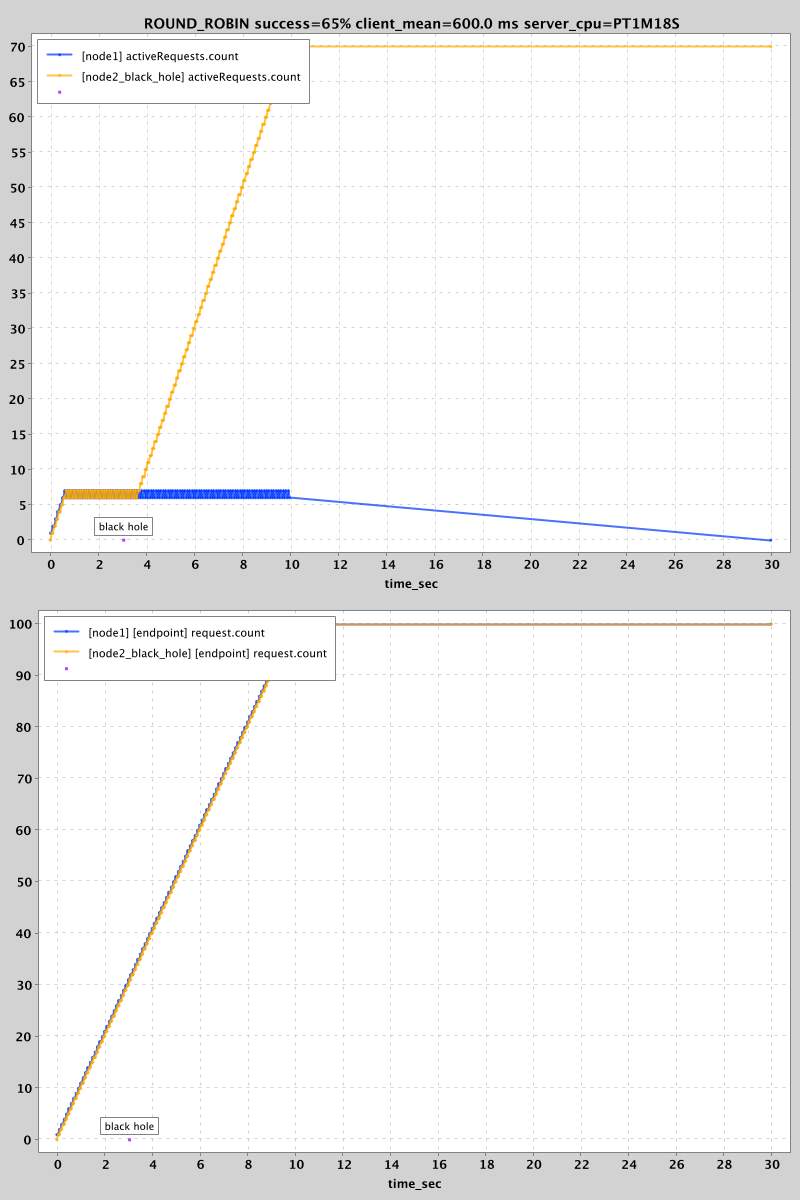 ROUND_ROBIN success=65% client_mean=600.0 ms server_cpu=PT1M18S
[node1] activeRequests.count
[node2_black_hole] activeRequests.count
70
65
60
55
50
45
40
35
30
25
20
15
10
5
0
black hole
0 2 4 6 8 10 12 14 16 18 20 22 24 26 28 30
time_sec
[node1] [endpoint] request.count
[node2_black_hole] [endpoint] request.count
100
90
80
70
60
50
40
30
20
10
0
black hole
0 2 4 6 8 10 12 14 16 18 20 22 24 26 28 30
time_sec